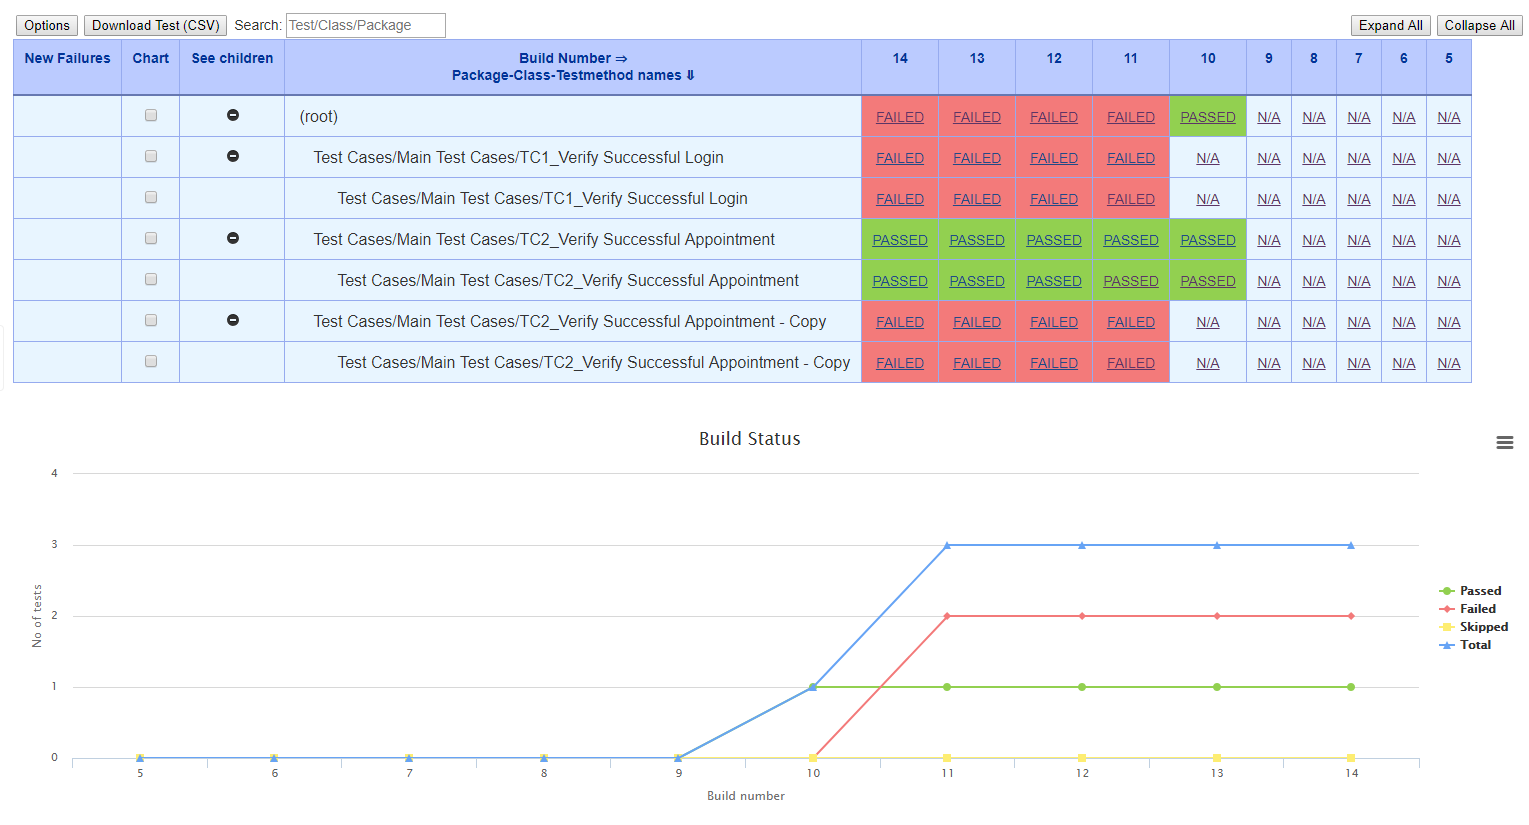 Options Download Test (CSV) Search: Test/Class/Package Expand All Collapse All
New Failures Chart See children Build Number ⇒ 14 13 12 11 10 9 8 7 6 5
Package-Class-Testmethod names ⇓
(root) FAILED FAILED FAILED FAILED PASSED N/A N/A N/A N/A N/A
Test Cases/Main Test Cases/TC1_Verify Successful Login FAILED FAILED FAILED FAILED N/A N/A N/A N/A N/A N/A
Test Cases/Main Test Cases/TC1_Verify Successful Login FAILED FAILED FAILED FAILED N/A N/A N/A N/A N/A N/A
Test Cases/Main Test Cases/TC2_Verify Successful Appointment PASSED PASSED PASSED PASSED PASSED N/A N/A N/A N/A N/A
Test Cases/Main Test Cases/TC2_Verify Successful Appointment PASSED PASSED PASSED PASSED PASSED N/A N/A N/A N/A N/A
Test Cases/Main Test Cases/TC2_Verify Successful Appointment - Copy FAILED FAILED FAILED FAILED N/A N/A N/A N/A N/A N/A
Test Cases/Main Test Cases/TC2_Verify Successful Appointment - Copy FAILED FAILED FAILED FAILED N/A N/A N/A N/A N/A N/A
Build Status
4
3
2
1
0
No of tests
5 6 7 8 9 10 11 12 13 14
Build number
Passed
Failed
Skipped
Total